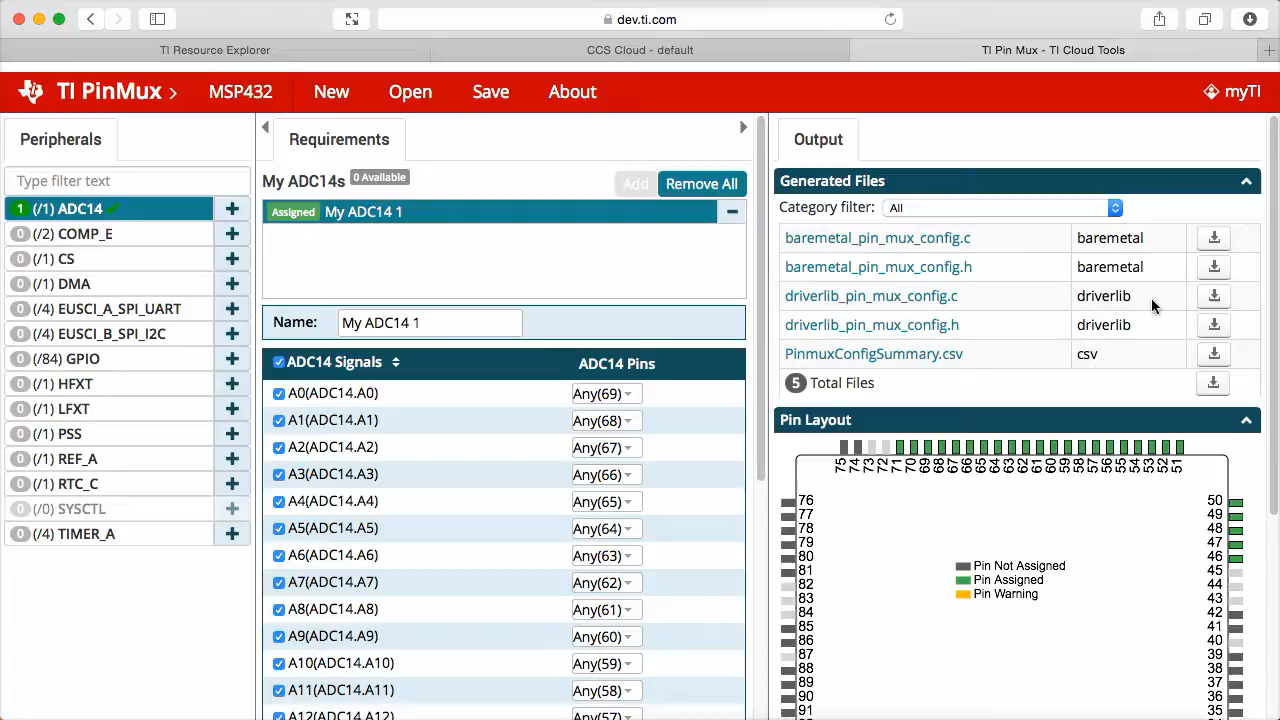 dev.ti.com
TI Resource Explorer
CCS Cloud - default
TI Pin Mux - TI Cloud Tools
TI PinMux >
MSP432
New
Open
Save
About
myTI
Peripherals
Type filter text
1 (/1) ADC14
0 (/2) COMP_E
0 (/1) CS
0 (/1) DMA
0 (/4) EUSCI_A_SPI_UART
0 (/4) EUSCI_B_SPI_I2C
0 (/84) GPIO
0 (/1) HFXT
0 (/1) LFXT
0 (/1) PSS
0 (/1) REF_A
0 (/1) RTC_C
0 (/0) SYSCTL
0 (/4) TIMER_A
Requirements
My ADC14s 0 Available
Add
Remove All
Assigned My ADC14 1
Name: My ADC14 1
ADC14 Signals ADC14 Pins
A0(ADC14.A0) Any(69)
A1(ADC14.A1) Any(68)
A2(ADC14.A2) Any(67)
A3(ADC14.A3) Any(66)
A4(ADC14.A4) Any(65)
A5(ADC14.A5) Any(64)
A6(ADC14.A6) Any(63)
A7(ADC14.A7) Any(62)
A8(ADC14.A8) Any(61)
A9(ADC14.A9) Any(60)
A10(ADC14.A10) Any(59)
A11(ADC14.A11) Any(58)
A12(ADC14.A12) Any(57)
Output
Generated Files
Category filter: All
baremetal_pin_mux_config.c baremetal
baremetal_pin_mux_config.h baremetal
driverlib_pin_mux_config.c driverlib
driverlib_pin_mux_config.h driverlib
PinmuxConfigSummary.csv csv
5 Total Files
Pin Layout
75 74 73 72 71 70 69 68 67 66 65 64 63 62 61 60 59 58 57 56 55 54 53 52 51
76 50
77 49
78 48
79 47
80 46
81 45
82 44
83 43
84 42
85 41
86 40
87 39
88 38
89 37
90 36
91 35
Pin Not Assigned
Pin Assigned
Pin Warning